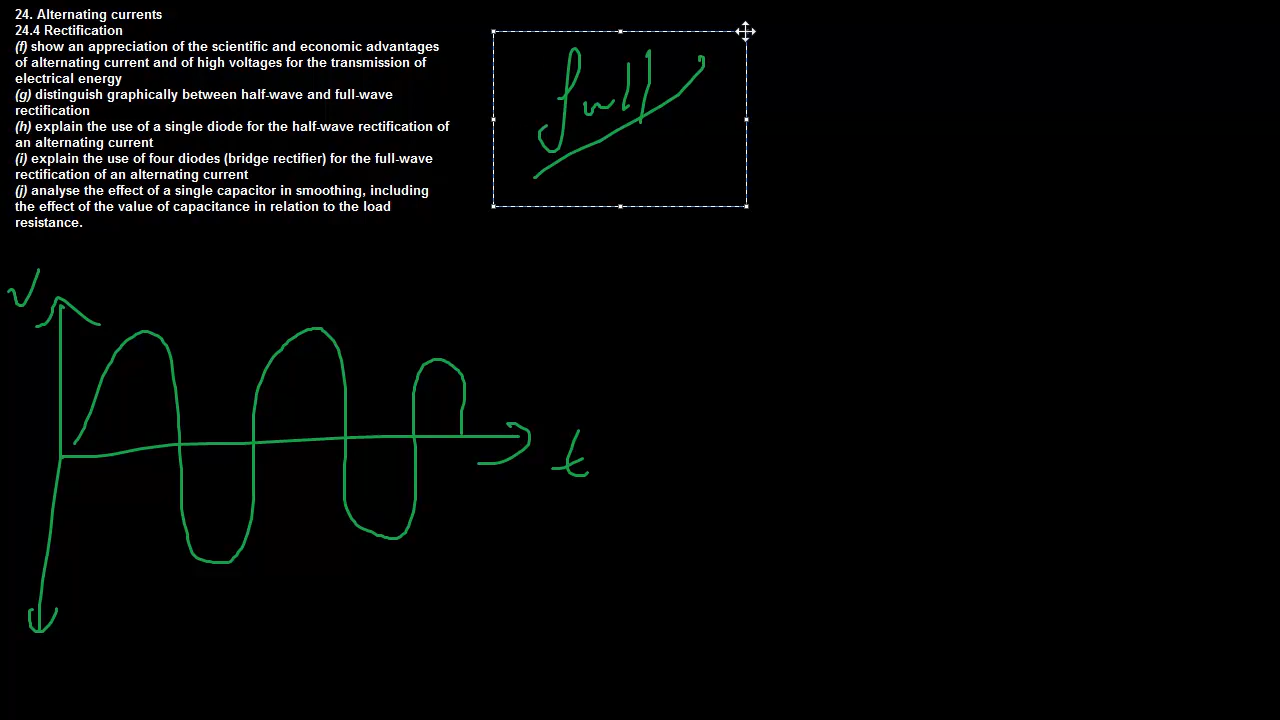 24. Alternating currents
24.4 Rectification
(f) show an appreciation of the scientific and economic advantages
of alternating current and of high voltages for the transmission of
electrical energy
(g) distinguish graphically between half-wave and full-wave
rectification
(h) explain the use of a single diode for the half-wave rectification of
an alternating current
(i) explain the use of four diodes (bridge rectifier) for the full-wave
rectification of an alternating current
(j) analyse the effect of a single capacitor in smoothing, including
the effect of the value of capacitance in relation to the load
resistance.
full
V
t